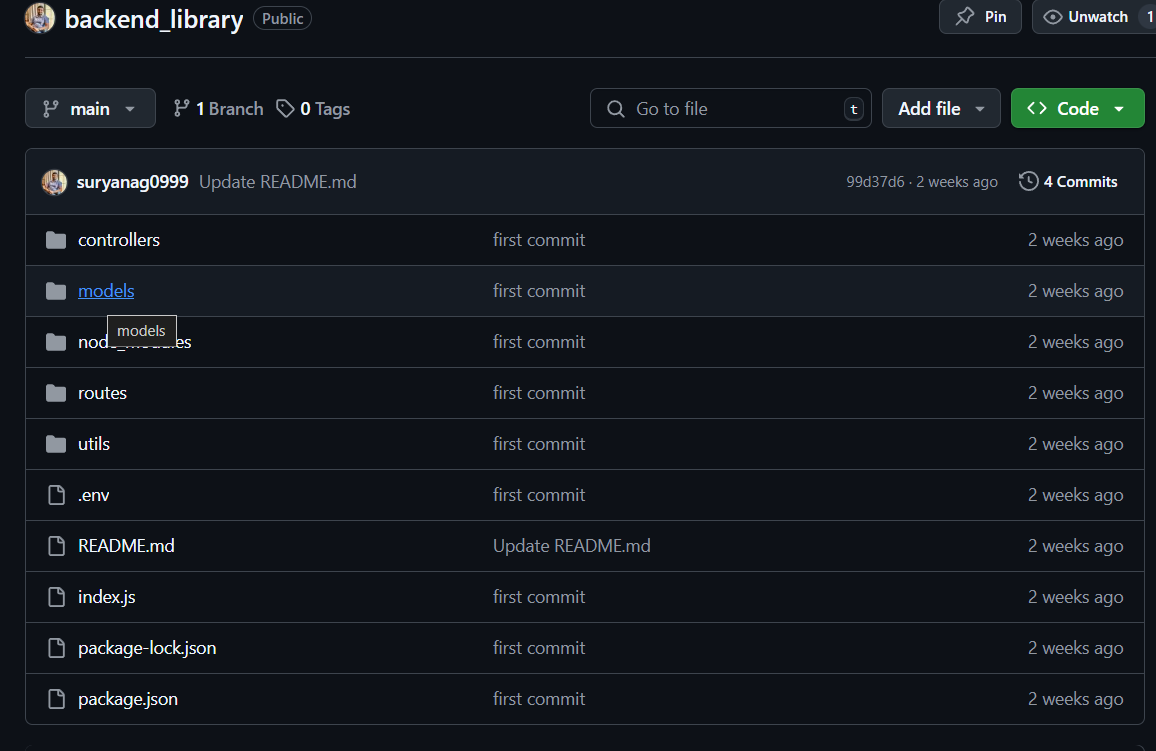 backend_library Public Pin Unwatch 1
main 1 Branch 0 Tags Go to file t Add file Code
suryanag0999 Update README.md 99d37d6 · 2 weeks ago 4 Commits
controllers first commit 2 weeks ago
models first commit 2 weeks ago
models
node_modules first commit 2 weeks ago
routes first commit 2 weeks ago
utils first commit 2 weeks ago
.env first commit 2 weeks ago
README.md Update README.md 2 weeks ago
index.js first commit 2 weeks ago
package-lock.json first commit 2 weeks ago
package.json first commit 2 weeks ago